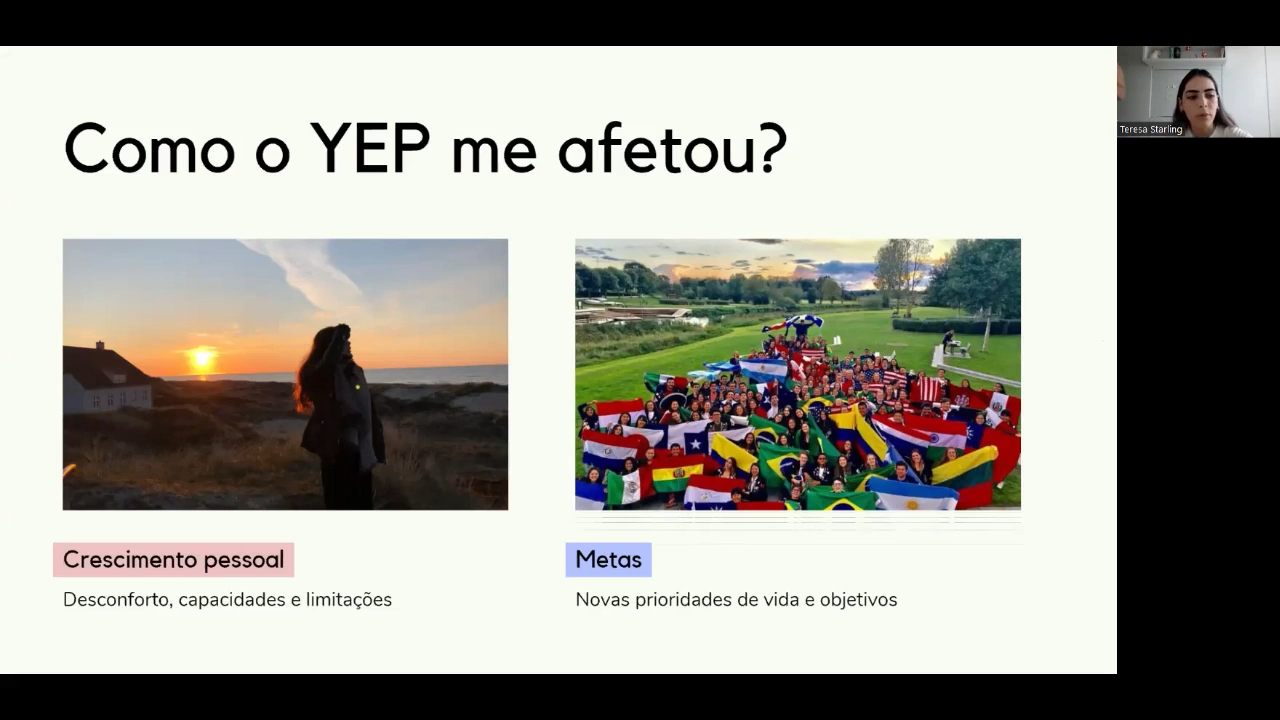 Como o YEP me afetou?
Teresa Starling
Crescimento pessoal
Desconforto, capacidades e limitações
Metas
Novas prioridades de vida e objetivos